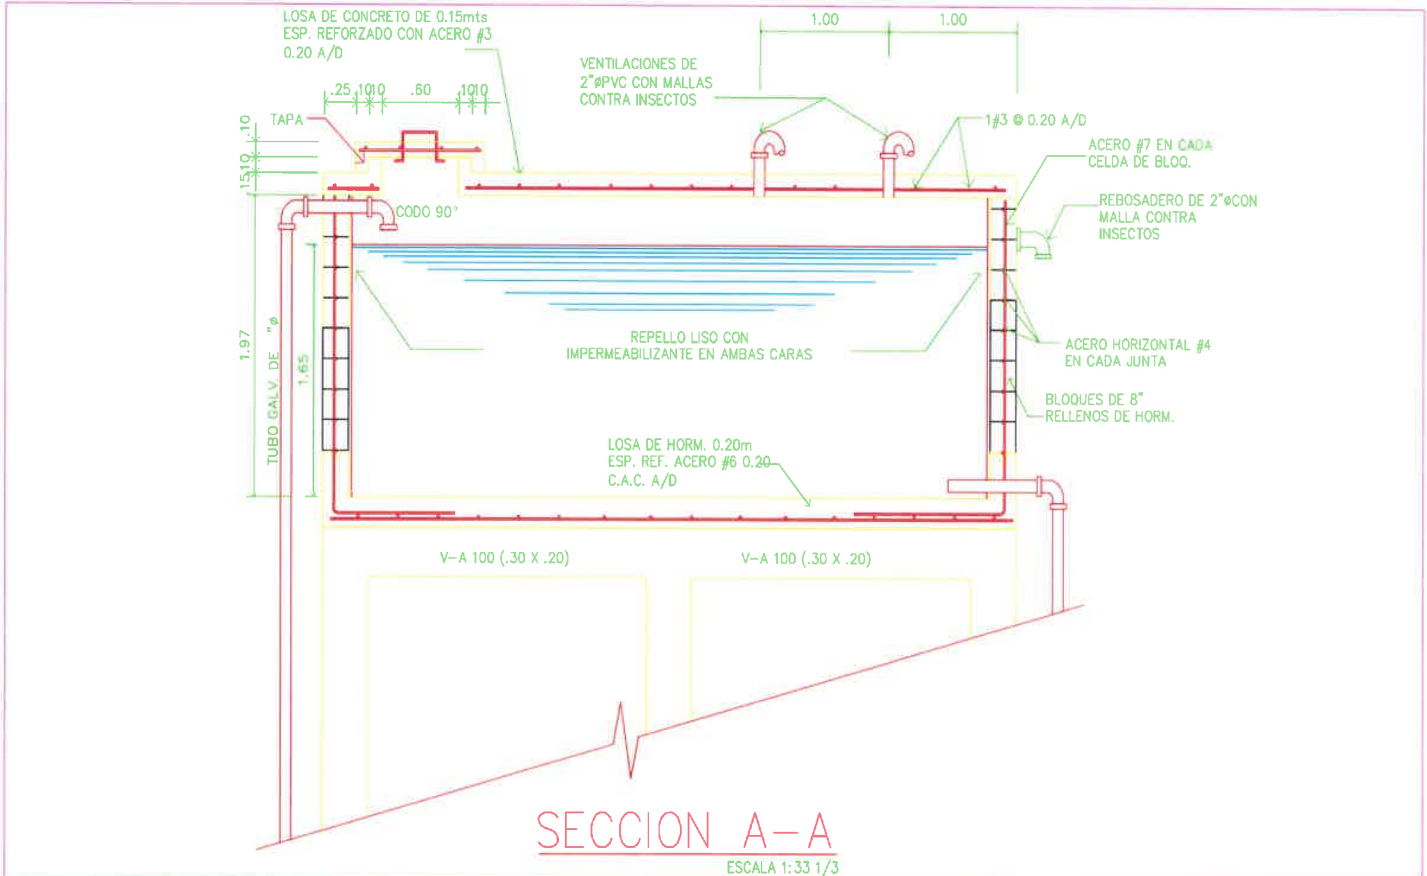 LOSA DE CONCRETO DE 0.15mts
ESP. REFORZADO CON ACERO #3
0.20 A/D
1.00
1.00
VENTILACIONES DE
2"øPVC CON MALLAS
CONTRA INSECTOS
.25
.10
.10
.60
.10
.10
TAPA
.10
.10
.15
1#3 @ 0.20 A/D
ACERO #7 EN CADA
CELDA DE BLOQ.
REBOSADERO DE 2"øCON
MALLA CONTRA
INSECTOS
CODO 90°
1.97
TUBO GALV. DE "ø
1.65
REPELLO LISO CON
IMPERMEABILIZANTE EN AMBAS CARAS
ACERO HORIZONTAL #4
EN CADA JUNTA
BLOQUES DE 8"
RELLENOS DE HORM.
LOSA DE HORM. 0.20m
ESP. REF. ACERO #6 0.20
C.A.C. A/D
V-A 100 (.30 X .20)
V-A 100 (.30 X .20)
SECCION A-A
ESCALA 1:33 1/3